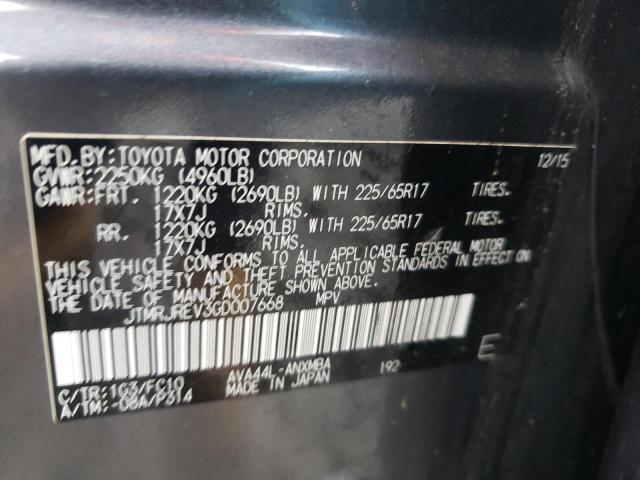 MFD.BY:TOYOTA MOTOR CORPORATION 12/15
GVWR:2250KG (4960LB)
GAWR:FRT. 1220KG (2690LB) WITH 225/65R17 TIRES.
17X7J RIMS.
RR. 1220KG (2690LB) WITH 225/65R17 TIRES.
17X7J RIMS.
THIS VEHICLE CONFORMS TO ALL APPLICABLE FEDERAL MOTOR
VEHICLE SAFETY AND THEFT PREVENTION STANDARDS IN EFFECT ON
THE DATE OF MANUFACTURE SHOWN ABOVE.
JTMRJREV3GD007668 MPV
E
C/TR:1G3/FC10 AVA44L-ANXMBA 192
A/TM:-06A/P314 MADE IN JAPAN